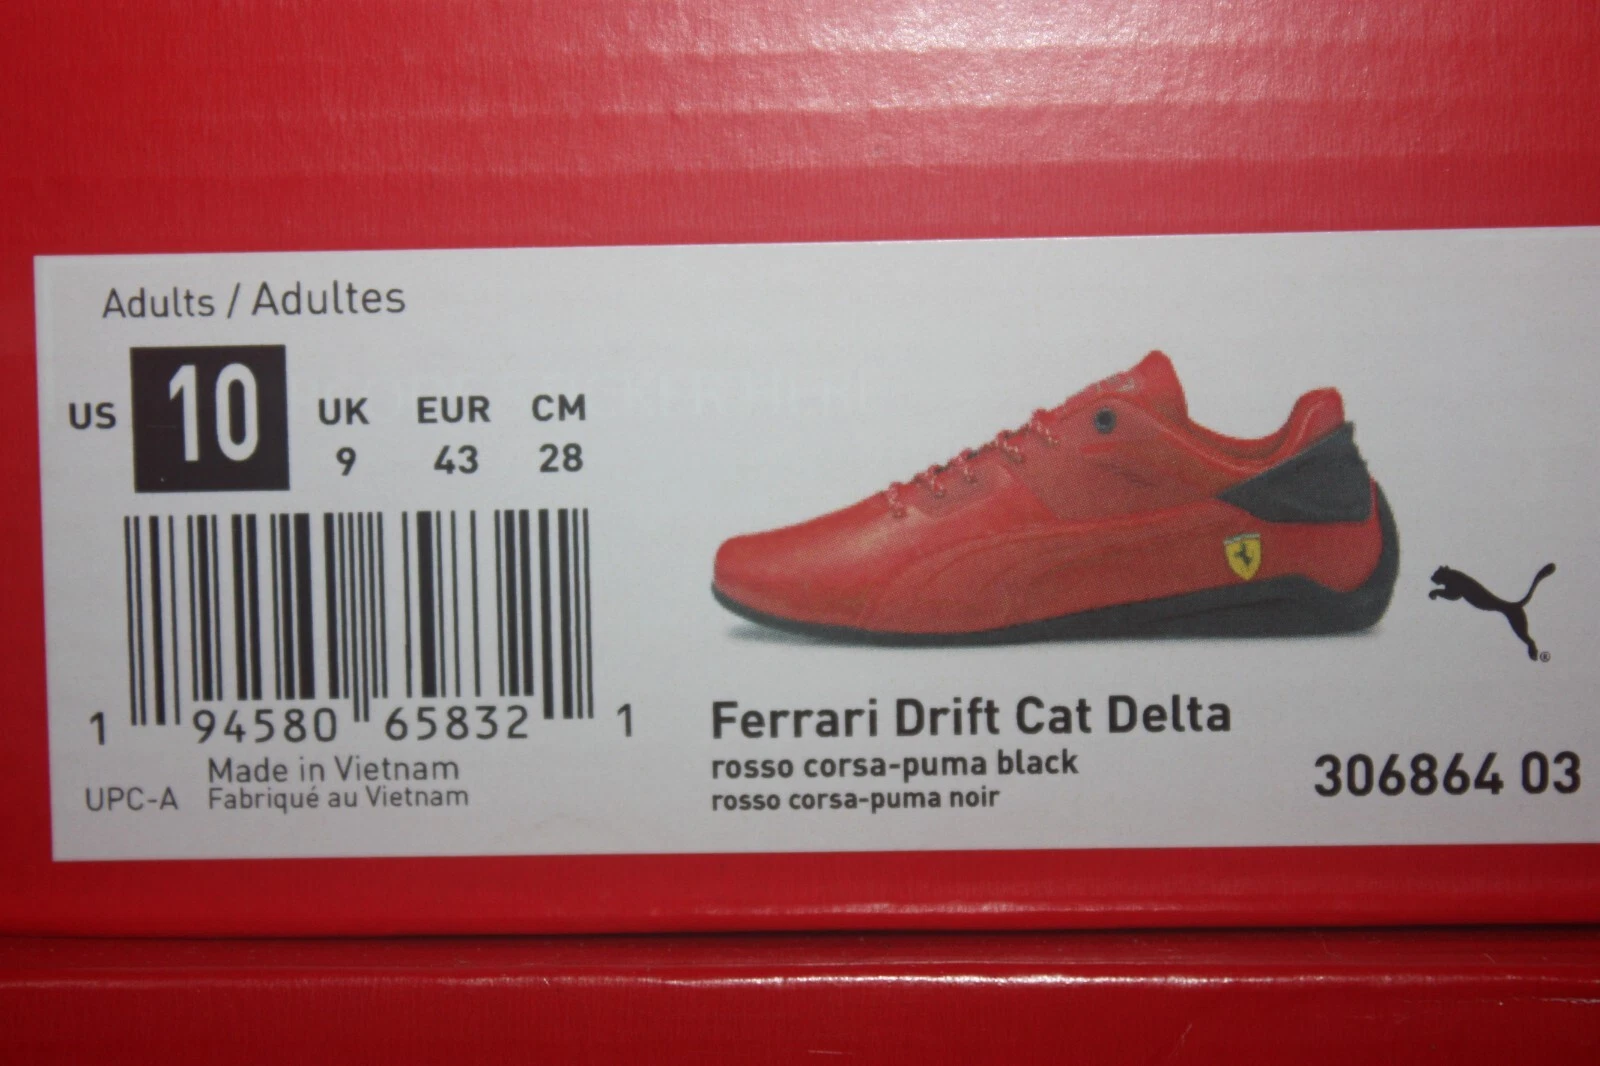 Adults / Adultes
US 10 UK EUR CM
9 43 28
1 94580 65832 1
UPC-A Made in Vietnam
Fabriqué au Vietnam
Ferrari Drift Cat Delta
rosso corsa-puma black
rosso corsa-puma noir
306864 03
®